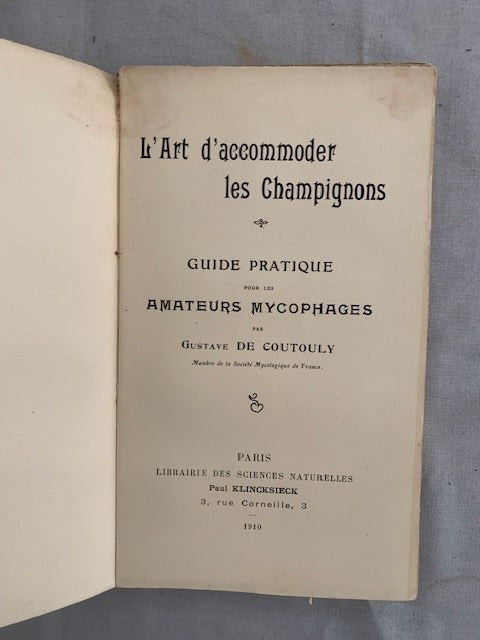 L'Art d'accommoder
les Champignons
GUIDE PRATIQUE
POUR LES
AMATEURS MYCOPHAGES
PAR
GUSTAVE DE COUTOULY
Membre de la Société Mycologique de France.
PARIS
LIBRAIRIE DES SCIENCES NATURELLES
Paul KLINCKSIECK
3, rue Corneille, 3
1910